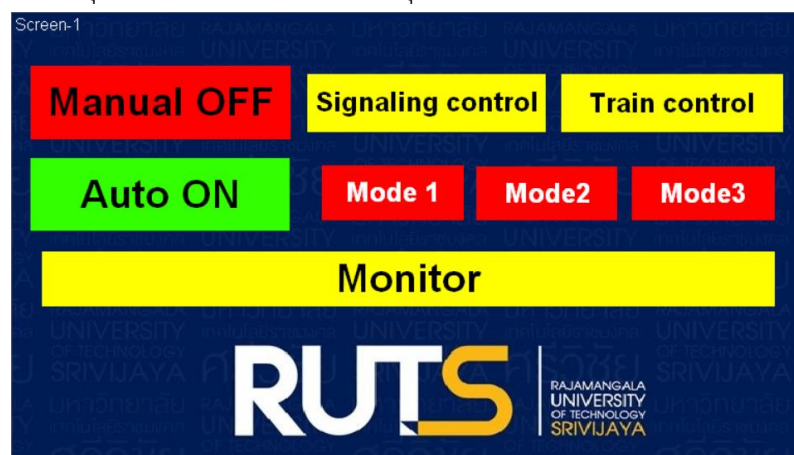 Screen-1
Manual OFF
Signaling control
Train control
Auto ON
Mode 1
Mode2
Mode3
Monitor
RUTS
RAJAMANGALA
UNIVERSITY
OF TECHNOLOGY
SRIVIJAYA